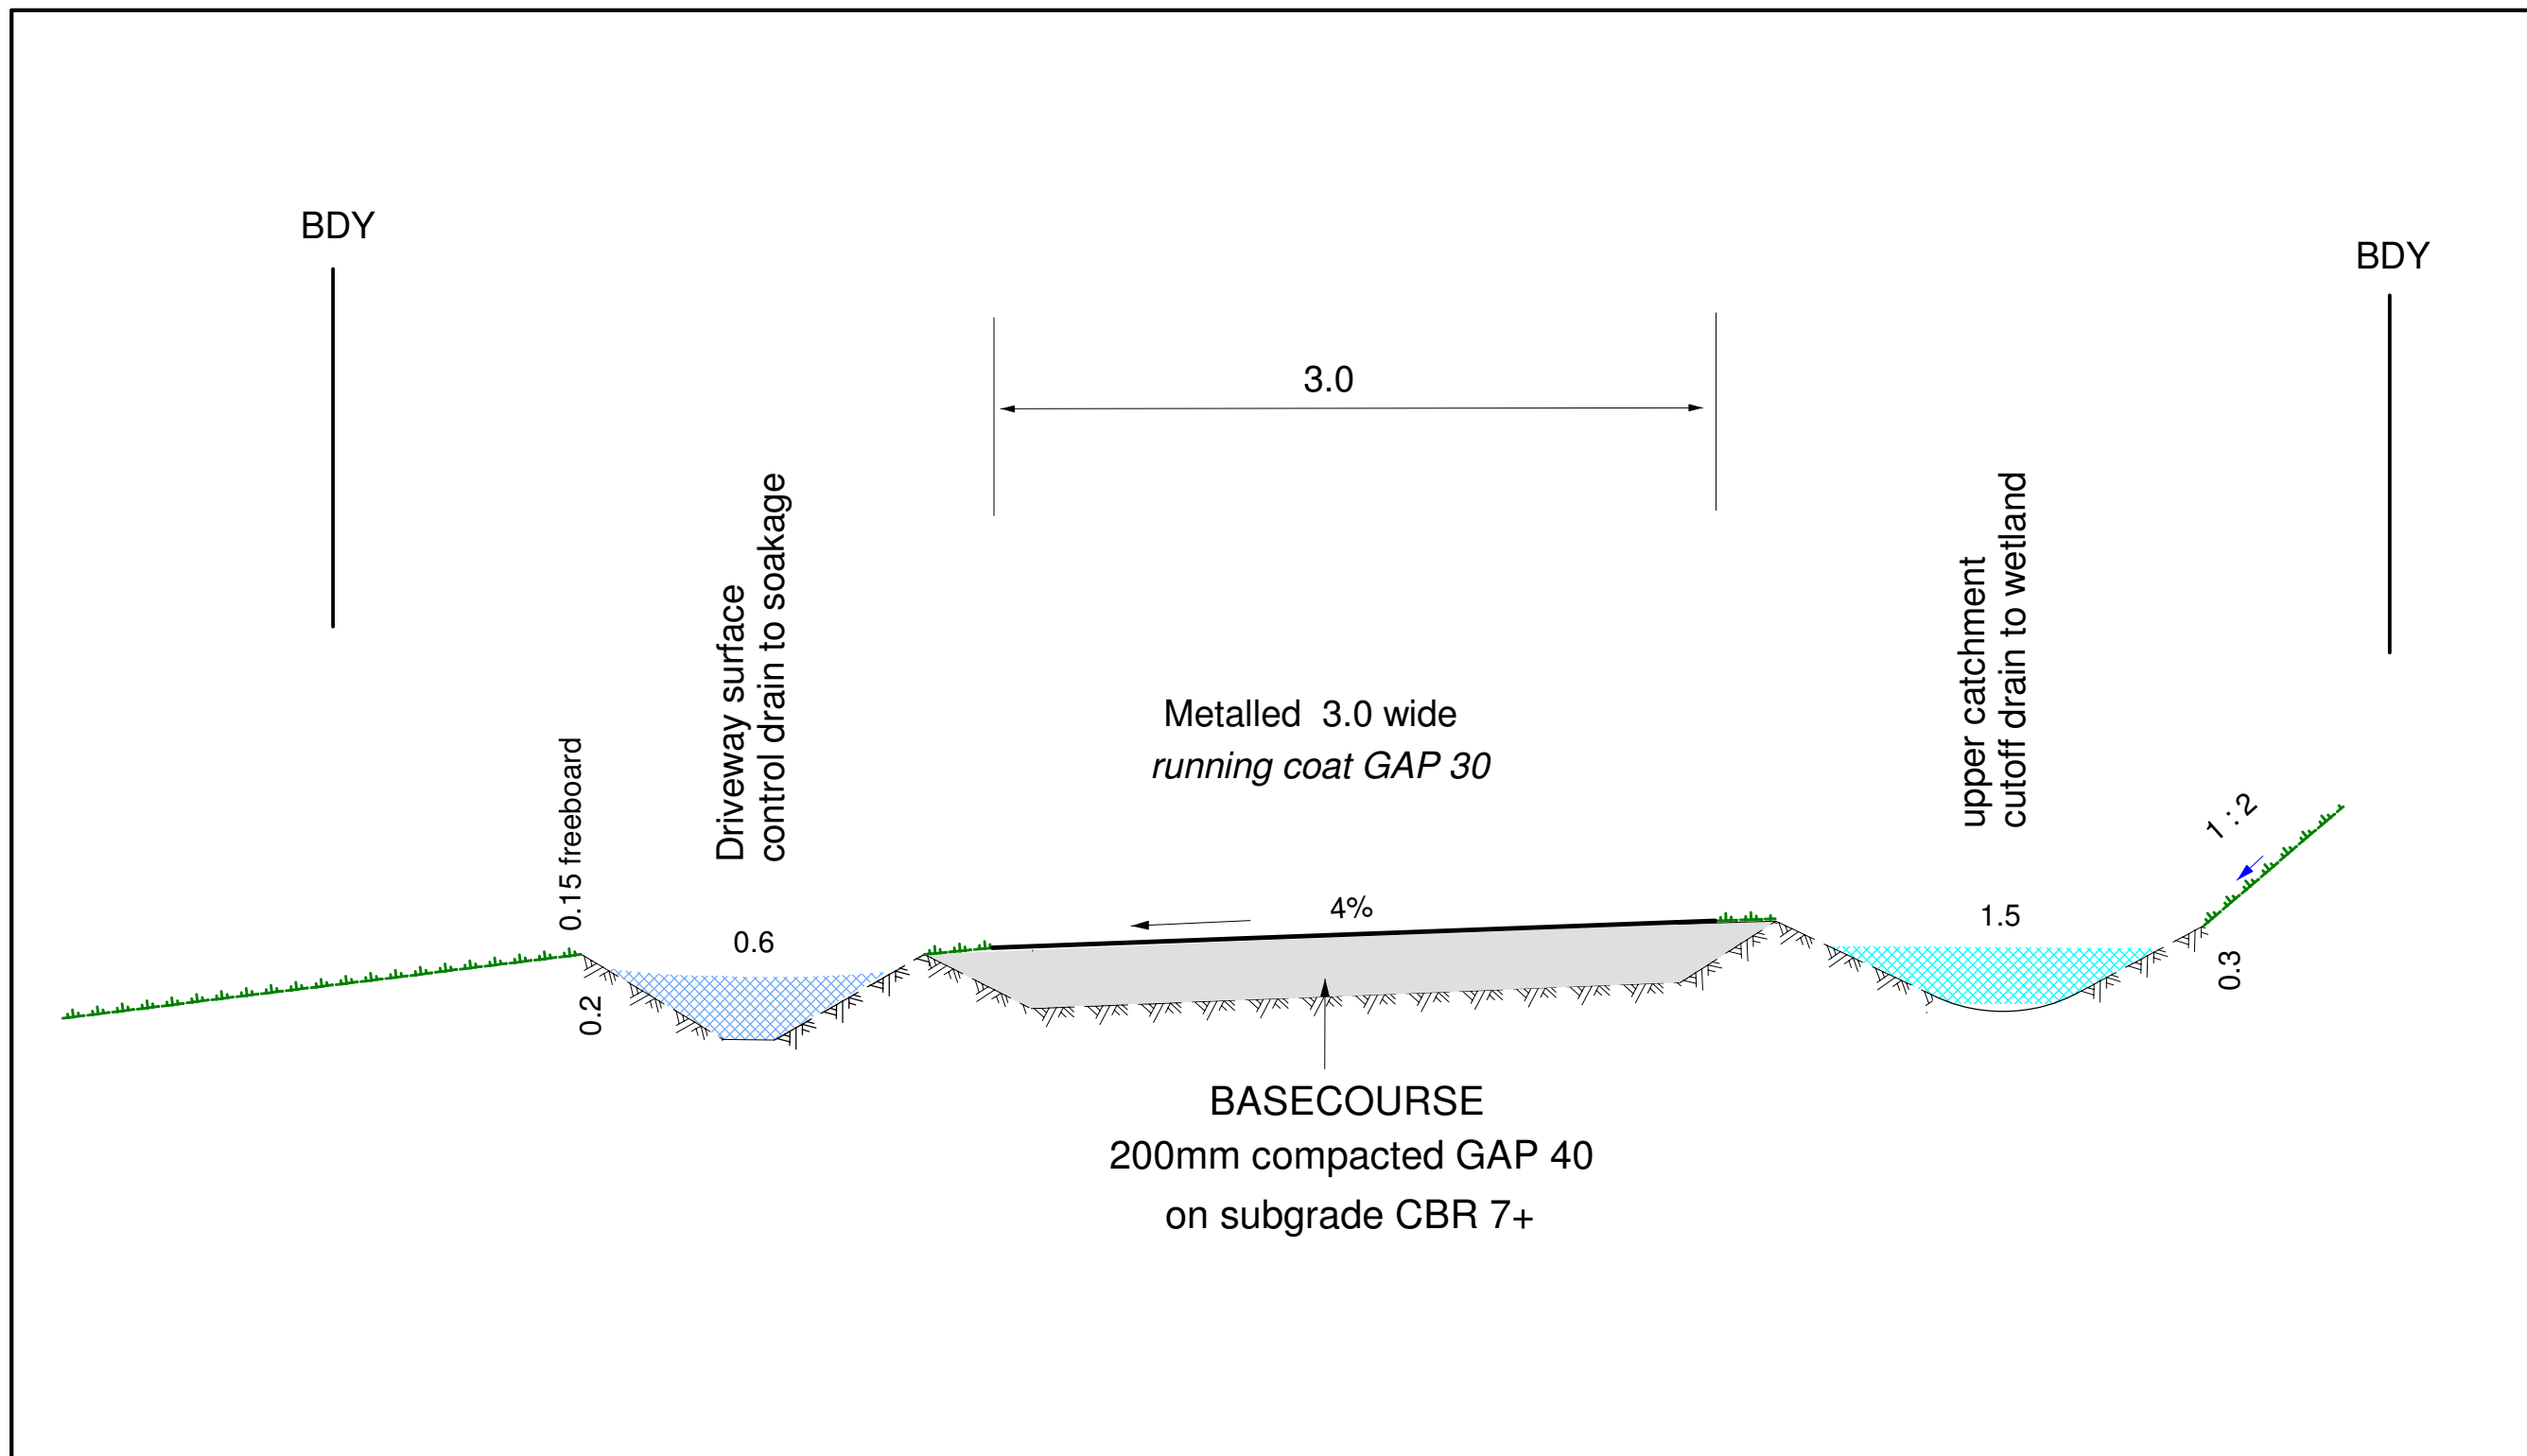 BDY
BDY
3.0
Driveway surface
control drain to soakage
upper catchment
cutoff drain to wetland
Metalled 3.0 wide
running coat GAP 30
0.15 freeboard
1 : 2
0.6
4%
1.5
0.2
0.3
BASECOURSE
200mm compacted GAP 40
on subgrade CBR 7+